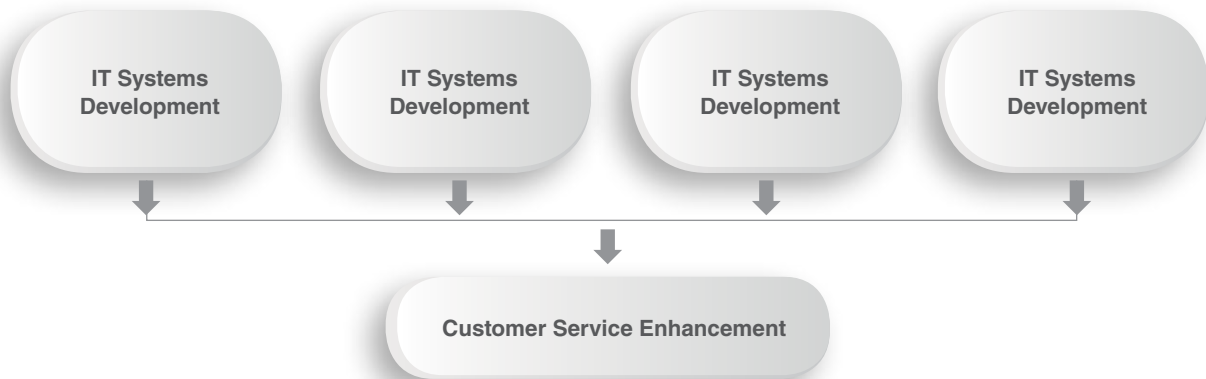 IT Systems
Development
IT Systems
Development
IT Systems
Development
IT Systems
Development
Customer Service Enhancement